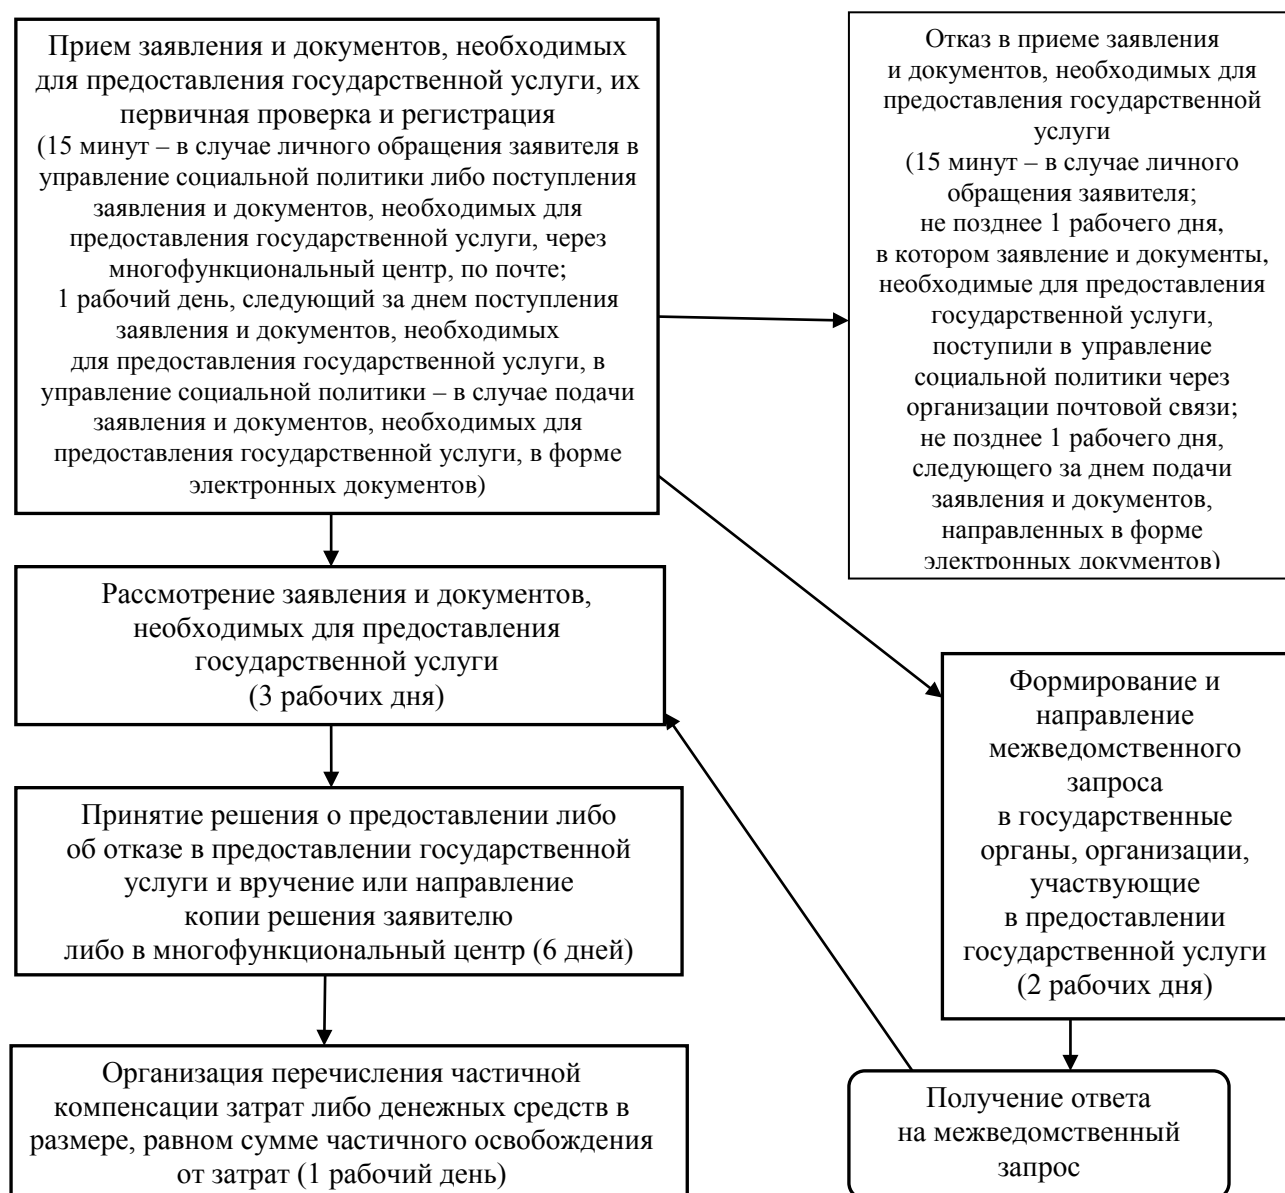 Прием заявления и документов, необходимых
для предоставления государственной услуги, их
первичная проверка и регистрация
(15 минут – в случае личного обращения заявителя в
управление социальной политики либо поступления
заявления и документов, необходимых для
предоставления государственной услуги, через
многофункциональный центр, по почте;
1 рабочий день, следующий за днем поступления
заявления и документов, необходимых
для предоставления государственной услуги, в
управление социальной политики – в случае подачи
заявления и документов, необходимых для
предоставления государственной услуги, в форме
электронных документов)
Отказ в приеме заявления
и документов, необходимых для
предоставления государственной
услуги
(15 минут – в случае личного
обращения заявителя;
не позднее 1 рабочего дня,
в котором заявление и документы,
необходимые для предоставления
государственной услуги,
поступили в управление
социальной политики через
организации почтовой связи;
не позднее 1 рабочего дня,
следующего за днем подачи
заявления и документов,
направленных в форме
электронных документов)
Рассмотрение заявления и документов,
необходимых для предоставления
государственной услуги
(3 рабочих дня)
Формирование и
направление
межведомственного
запроса
в государственные
органы, организации,
участвующие
в предоставлении
государственной услуги
(2 рабочих дня)
Принятие решения о предоставлении либо
об отказе в предоставлении государственной
услуги и вручение или направление
копии решения заявителю
либо в многофункциональный центр (6 дней)
Организация перечисления частичной
компенсации затрат либо денежных средств в
размере, равном сумме частичного освобождения
от затрат (1 рабочий день)
Получение ответа
на межведомственный
запрос